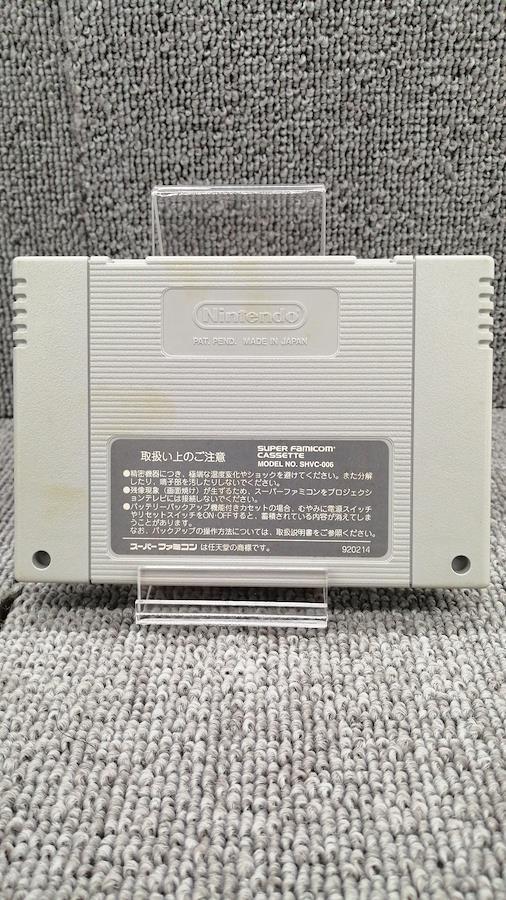 Nintendo
PAT. PEND. MADE IN JAPAN
取扱い上のご注意
SUPER FAMICOM
CASSETTE
MODEL NO. SHVC-006
●精密機器につき、極端な温度変化やショックを避けてください。また分解
したり、端子部を汚したりしないでください。
●残像現象（画面焼け）が生ずるため、スーパーファミコンをプロジェクシ
ョンテレビには接続しないでください。
●バッテリーバックアップ機能付きカセットの場合、むやみに電源スイッチ
やリセットスイッチをON・OFFすると、蓄積されている内容が消えてしま
うことがあります。
なお、バックアップの操作方法については、取扱説明書をご参照ください。
スーパーファミコン は任天堂の商標です。
920214